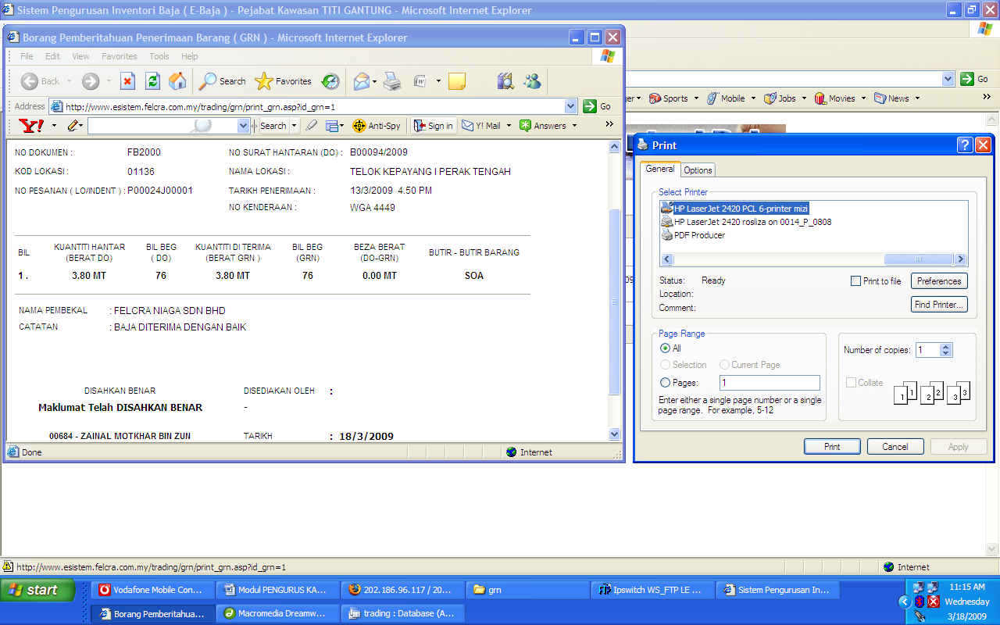 Sistem Pengurusan Inventori Baja ( E-Baja ) - Pejabat Kawasan TITI GANTUNG - Microsoft Internet Explorer
Borang Pemberitahuan Penerimaan Barang ( GRN ) - Microsoft Internet Explorer
File Edit View Favorites Tools Help
Back Search Favorites
Address http://www.esistem.felcra.com.my/trading/grn/print_grn.asp?id_grn=1 Go
Y! Search Anti-Spy Sign in Y! Mail Answers
NO DOKUMEN : FB2000 NO SURAT HANTARAN (DO) : B00094/2009
KOD LOKASI : 01136 NAMA LOKASI : TELOK KEPAYANG I PERAK TENGAH
NO PESANAN ( LO/INDENT ) : P00024J00001 TARIKH PENERIMAAN : 13/3/2009 4.50 PM
NO KENDERAAN : WGA 4449
BIL KUANTITI HANTAR (BERAT DO) BIL BEG ( DO) KUANTITI DI TERIMA (BERAT GRN ) BIL BEG (GRN) BEZA BERAT (DO-GRN) BUTIR - BUTIR BARANG
1 . 3.80 MT 76 3.80 MT 76 0.00 MT SOA
NAMA PEMBEKAL : FELCRA NIAGA SDN BHD
CATATAN : BAJA DITERIMA DENGAN BAIK
DISAHKAN BENAR DISEDIAKAN OLEH :
Maklumat Telah DISAHKAN BENAR -
00684 - ZAINAL MOTKHAR BIN ZUN TARIKH : 18/3/2009
Done Internet
Go
Sports Mobile Jobs Movies News
Print
General Options
Select Printer
HP LaserJet 2420 PCL 6-printer mizi
HP LaserJet 2420 rosliza on 0014_P_0808
PDF Producer
Status: Ready Print to file Preferences
Location:
Comment: Find Printer...
Page Range
All
Selection Current Page
Pages: 1
Enter either a single page number or a single
page range. For example, 5-12
Number of copies: 1
Collate 1 1 2 2 3 3
Print Cancel Apply
http://www.esistem.felcra.com.my/trading/grn/print_grn.asp?id_grn=1 Internet
start Vodafone Mobile Con... Modul PENGURUS KA... 202.186.96.117 / 20... grn Ipswitch WS_FTP LE ... Sistem Pengurusan In... 11:15 AM
Borang Pemberitahua... Macromedia Dreamw... trading : Database (A... Wednesday
3/18/2009